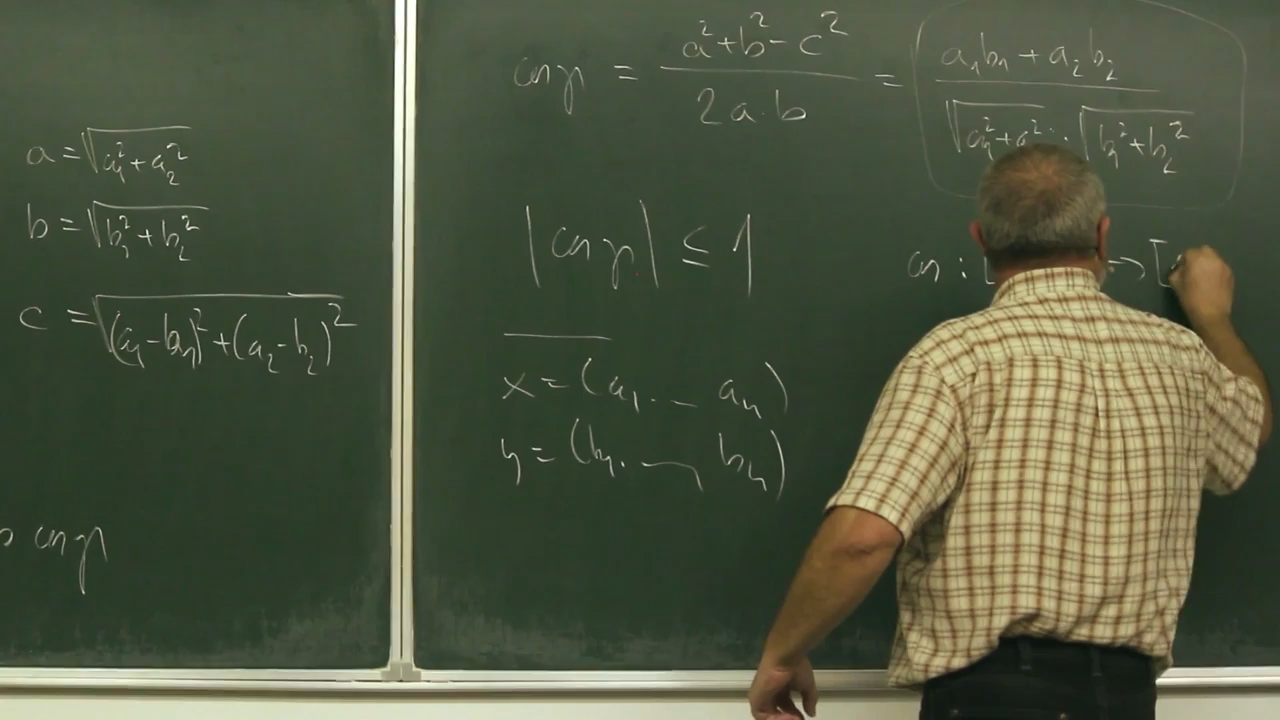 a = √(a₁² + a₂²)
b = √(b₁² + b₂²)
c = √((a₁ - b₁)² + (a₂ - b₂)²)
cos γ
cos γ = (a² + b² - c²) / (2a · b) = (a₁b₁ + a₂b₂) / (√(a₁² + a₂²) · √(b₁² + b₂²))
|cos γ| ≤ 1
cos : [ → [
x = (a₁ . — aₙ)
y = (b₁ . — bₙ)